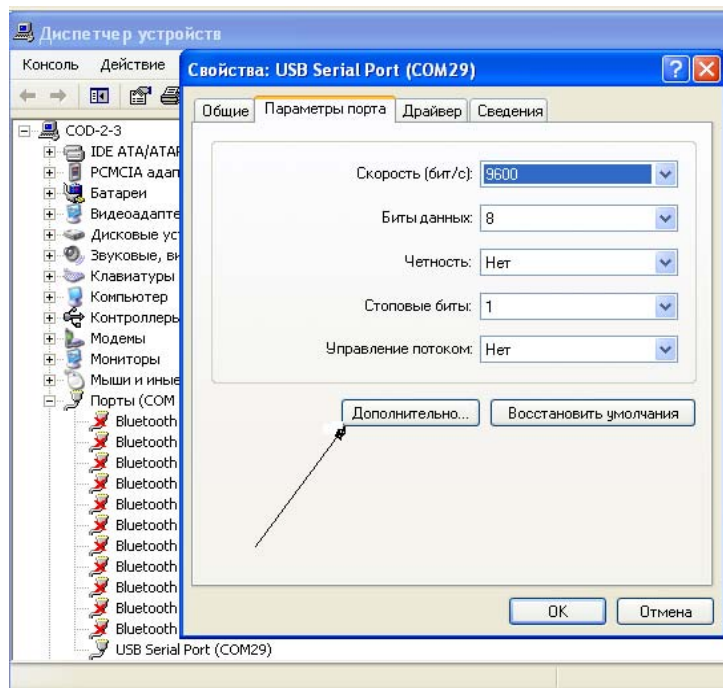 Диспетчер устройств
Консоль Действие
COD-2-3
IDE ATA/ATAP
PCMCIA адап
Батареи
Видеоадапте
Дисковые ус
Звуковые, ви
Клавиатуры
Компьютер
Контроллеры
Модемы
Мониторы
Мыши и иные
Порты (COM
Bluetooth
Bluetooth
Bluetooth
Bluetooth
Bluetooth
Bluetooth
Bluetooth
Bluetooth
Bluetooth
Bluetooth
Bluetooth
USB Serial Port (COM29)
Свойства: USB Serial Port (COM29)
Общие Параметры порта Драйвер Сведения
Скорость (бит/с): 9600
Биты данных: 8
Четность: Нет
Стоповые биты: 1
Управление потоком: Нет
Дополнительно... Восстановить умолчания
OK Отмена